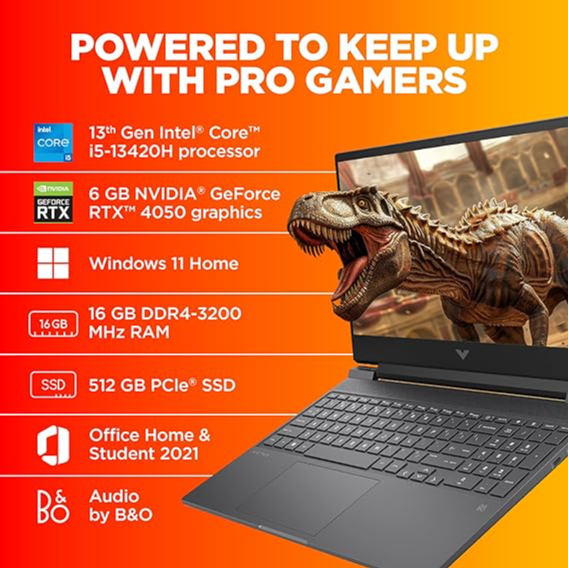 POWERED TO KEEP UP
WITH PRO GAMERS
intel
CORE
i5
13th Gen Intel® Core™
i5-13420H processor
NVIDIA
GEFORCE
RTX
6 GB NVIDIA® GeForce
RTX™ 4050 graphics
Windows 11 Home
16 GB
16 GB DDR4-3200
MHz RAM
SSD
512 GB PCIe® SSD
Office Home &
Student 2021
B&O
Audio
by B&O